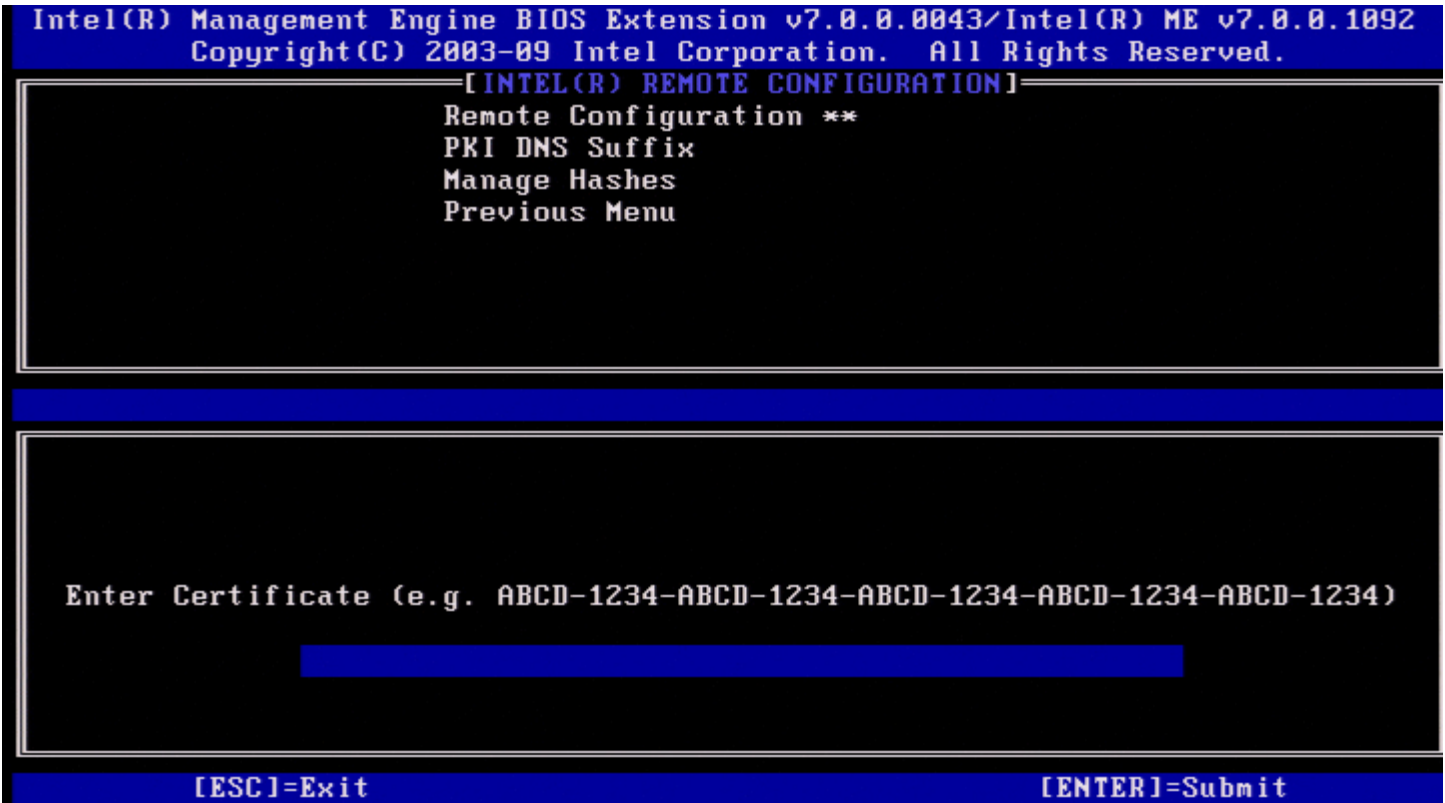 Intel(R) Management Engine BIOS Extension v7.0.0.0043/Intel(R) ME v7.0.0.1092
Copyright(C) 2003-09 Intel Corporation. All Rights Reserved.
[INTEL(R) REMOTE CONFIGURATION]
Remote Configuration **
PKI DNS Suffix
Manage Hashes
Previous Menu
Enter Certificate (e.g. ABCD-1234-ABCD-1234-ABCD-1234-ABCD-1234-ABCD-1234)
[ESC]=Exit [ENTER]=Submit